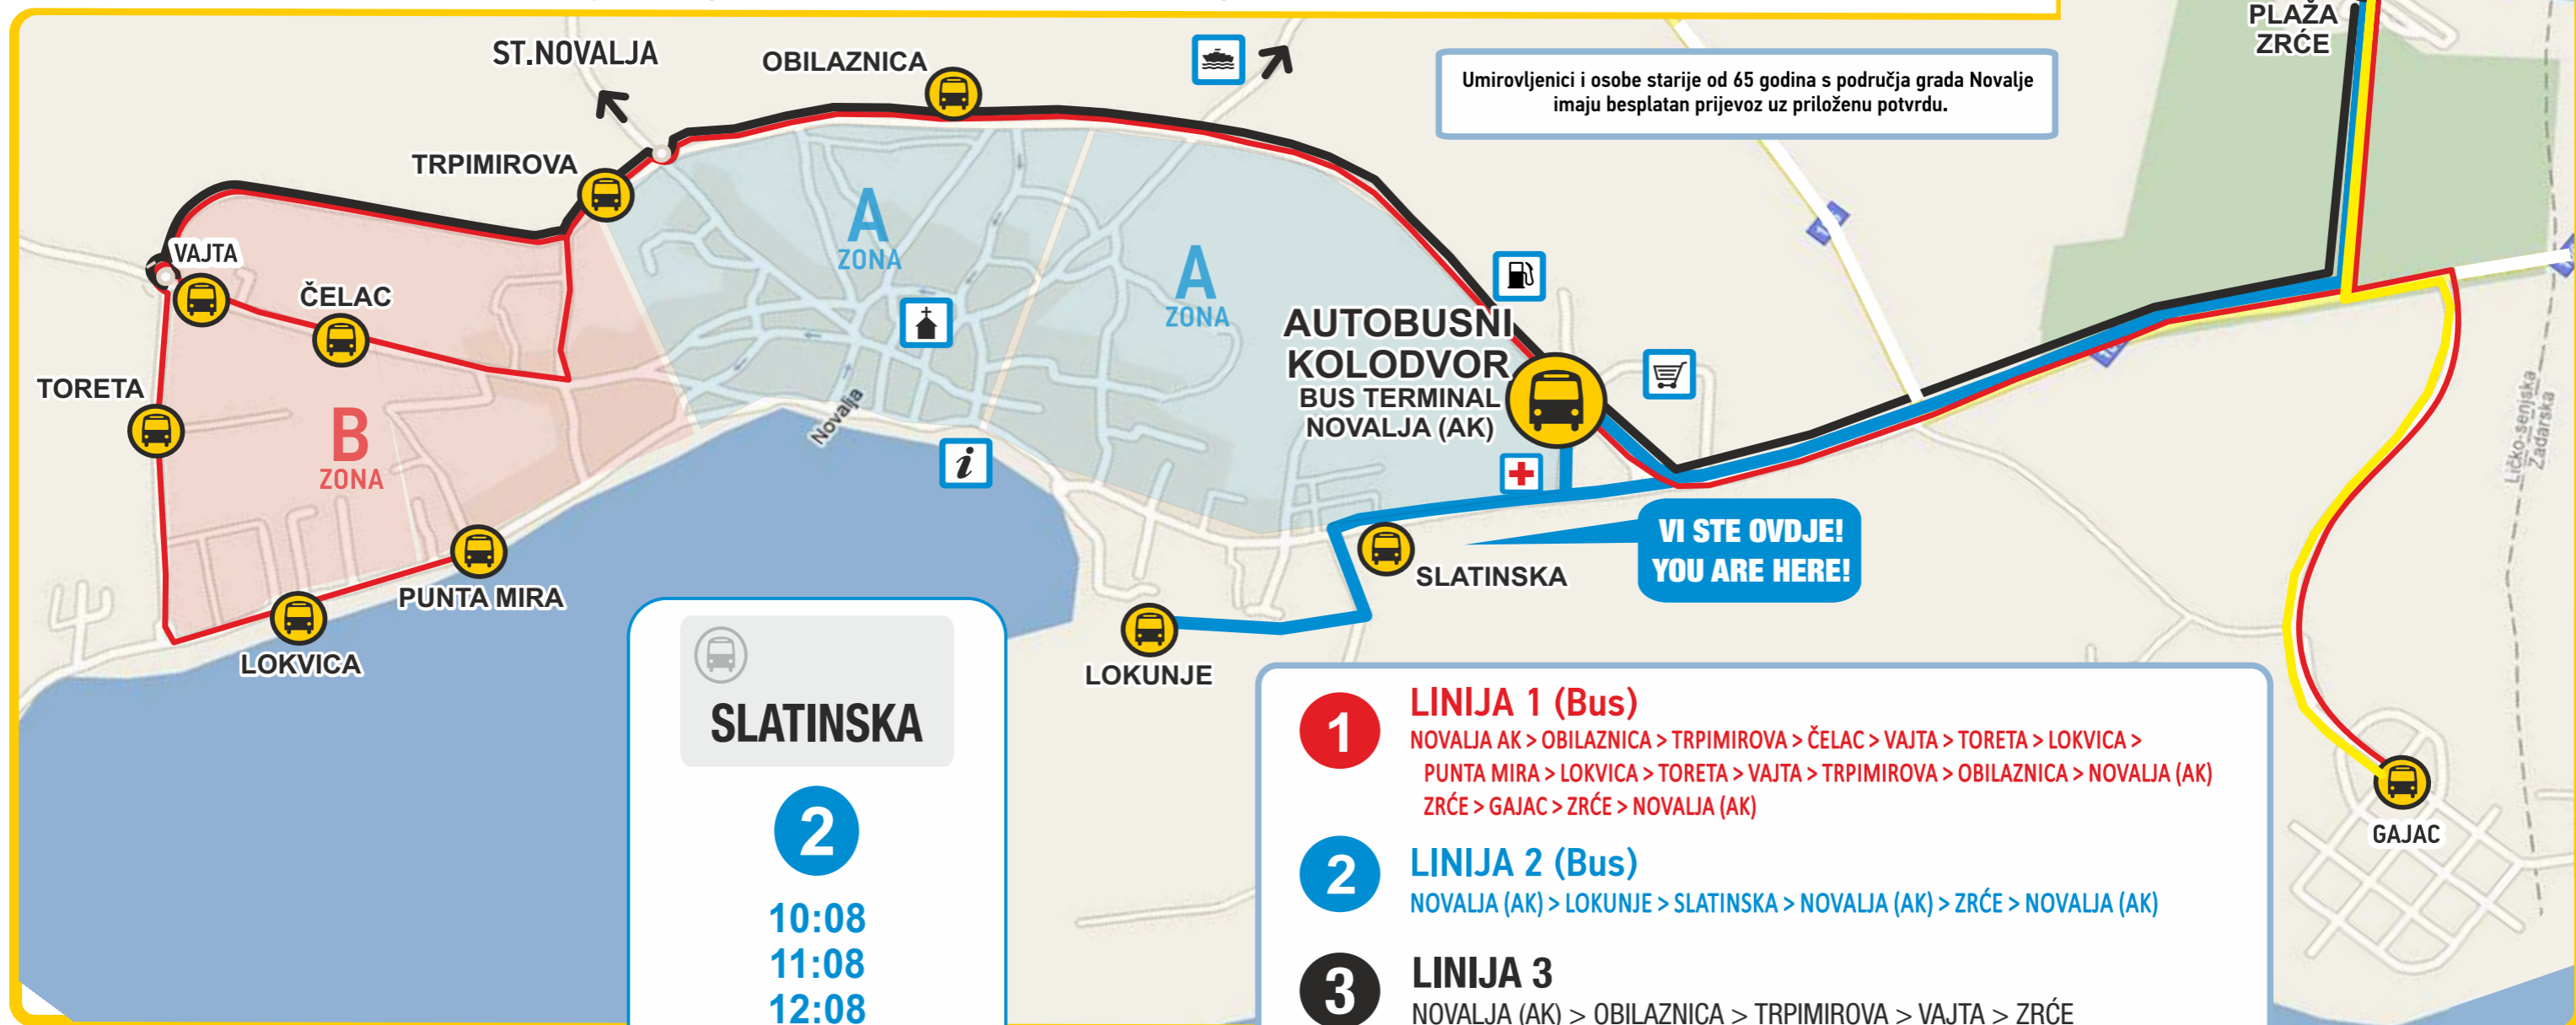 PLAŽA
ZRĆE
ST.NOVALJA
OBILAZNICA
Umirovljenici i osobe starije od 65 godina s područja grada Novalje
imaju besplatan prijevoz uz priloženu potvrdu.
TRPIMIROVA
A
ZONA
A
ZONA
VAJTA
ČELAC
AUTOBUSNI
KOLODVOR
BUS TERMINAL
NOVALJA (AK)
TORETA
B
ZONA
Novalja
i
Ličko-senjska
Zadarska
VI STE OVDJE!
YOU ARE HERE!
SLATINSKA
PUNTA MIRA
LOKVICA
LOKUNJE
GAJAC
SLATINSKA
2
10:08
11:08
12:08
1
LINIJA 1 (Bus)
NOVALJA AK > OBILAZNICA > TRPIMIROVA > ČELAC > VAJTA > TORETA > LOKVICA >
PUNTA MIRA > LOKVICA > TORETA > VAJTA > TRPIMIROVA > OBILAZNICA > NOVALJA (AK)
ZRĆE > GAJAC > ZRĆE > NOVALJA (AK)
2
LINIJA 2 (Bus)
NOVALJA (AK) > LOKUNJE > SLATINSKA > NOVALJA (AK) > ZRĆE > NOVALJA (AK)
3
LINIJA 3
NOVALJA (AK) > OBILAZNICA > TRPIMIROVA > VAJTA > ZRĆE